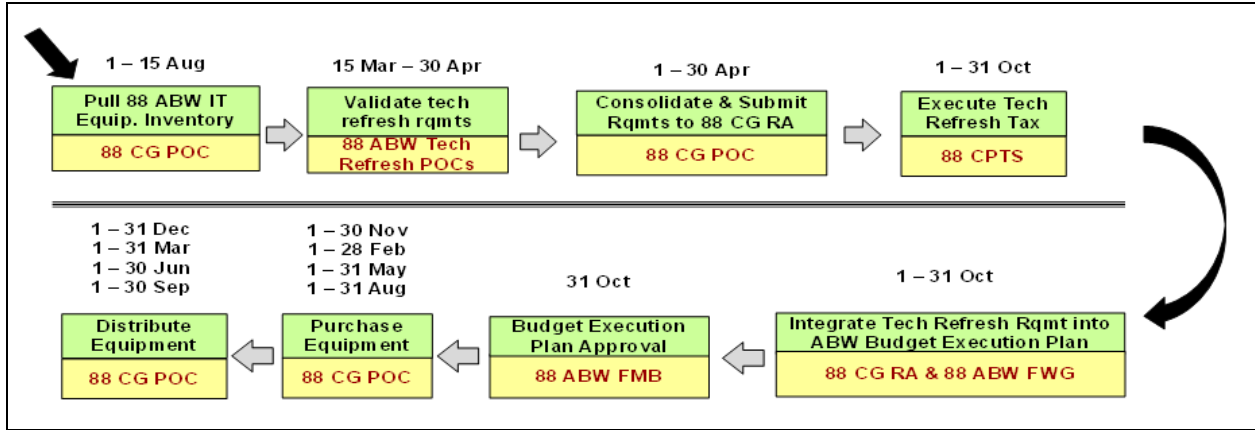 1 – 15 Aug
Pull 88 ABW IT
Equip. Inventory
88 CG POC
15 Mar – 30 Apr
Validate tech
refresh rqmts
88 ABW Tech
Refresh POCs
1 – 30 Apr
Consolidate & Submit
Rqmts to 88 CG RA
88 CG POC
1 – 31 Oct
Execute Tech
Refresh Tax
88 CPTS
1 – 31 Oct
Integrate Tech Refresh Rqmt into
ABW Budget Execution Plan
88 CG RA & 88 ABW FWG
31 Oct
Budget Execution
Plan Approval
88 ABW FMB
1 – 30 Nov
1 – 28 Feb
1 – 31 May
1 – 31 Aug
Purchase
Equipment
88 CG POC
1 – 31 Dec
1 – 31 Mar
1 – 30 Jun
1 – 30 Sep
Distribute
Equipment
88 CG POC